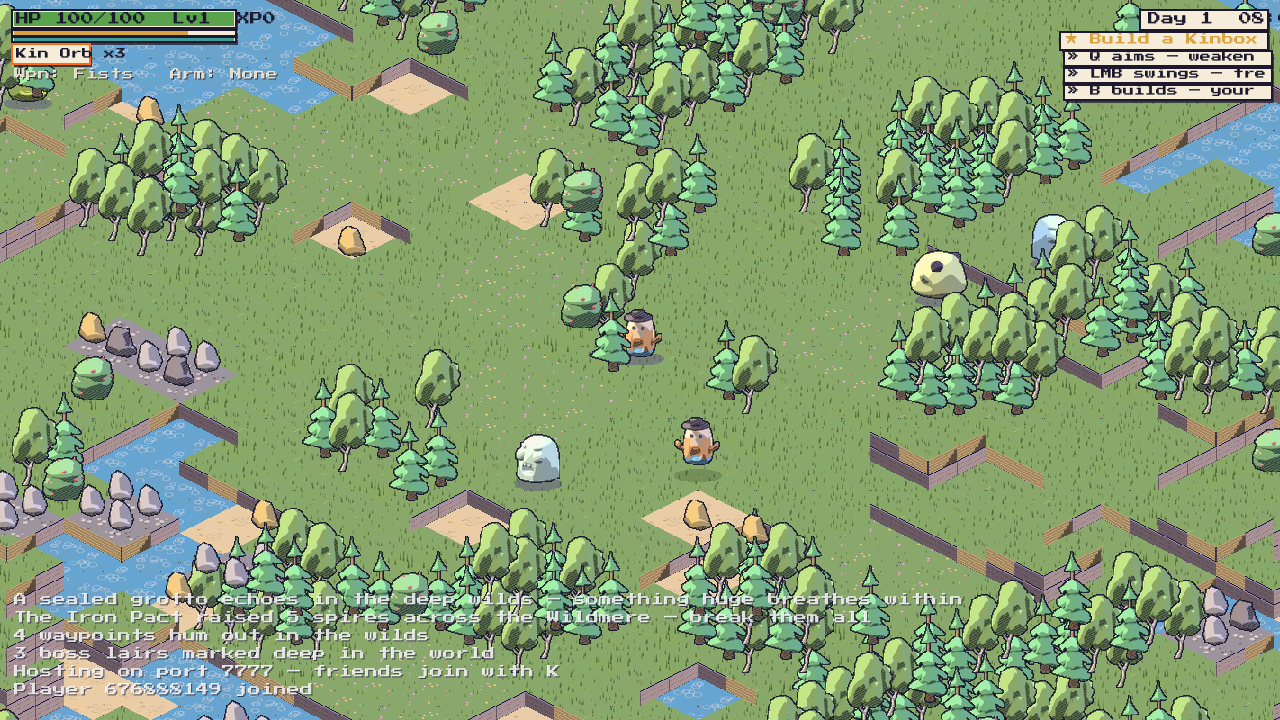 HP 100/100 Lv1 XP0
Kin Orb x3
Wpn: Fists Arm: None
Day 1 08
★ Build a Kinbox
» Q aims — weaken
» LMB swings — tre
» B builds — your
A sealed grotto echoes in the deep wilds — something huge breathes within
The Iron Pact raised 5 spires across the Wildmere — break them all
4 waypoints hum out in the wilds
3 boss lairs marked deep in the world
Hosting on port 7777 — friends join with K
Player 676888149 joined